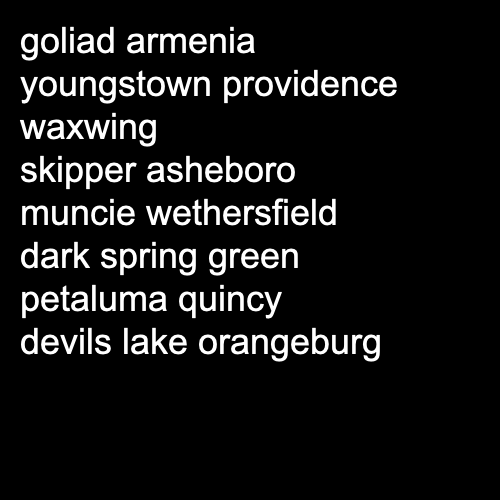 goliad armenia
youngstown providence
waxwing
skipper asheboro
muncie wethersfield
dark spring green
petaluma quincy
devils lake orangeburg